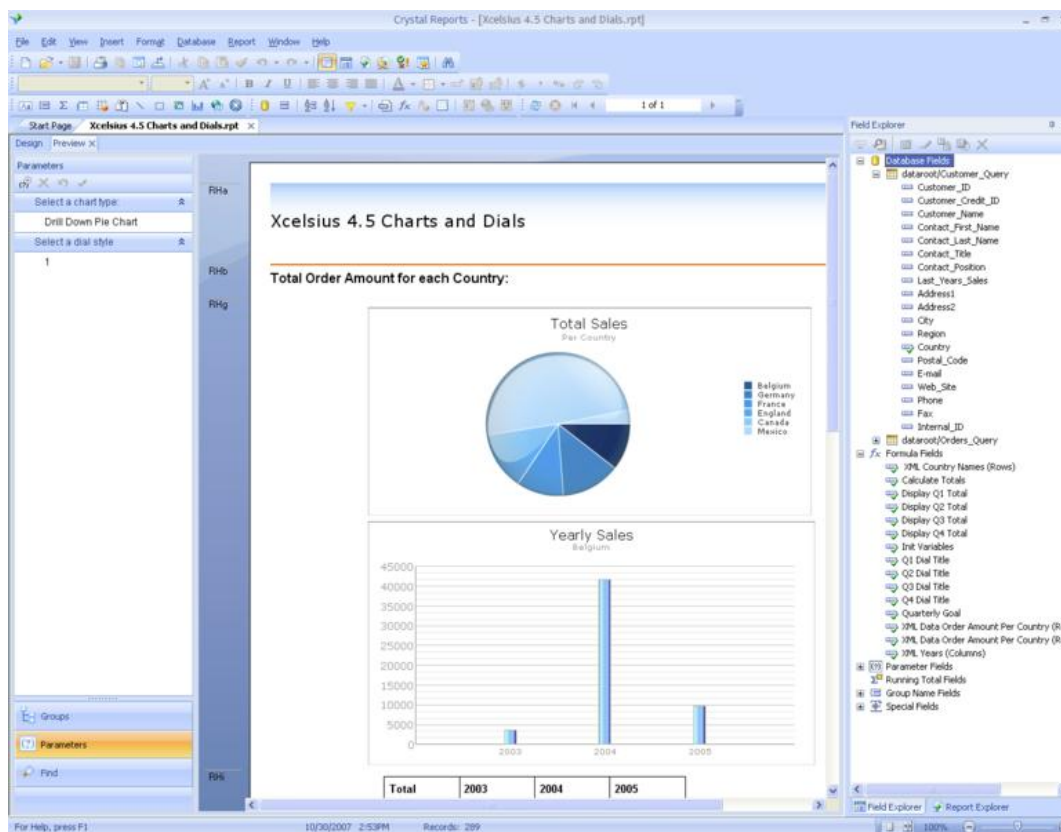 Crystal Reports - [Xcelsius 4.5 Charts and Dials.rpt]
File Edit View Insert Format Database Report Window Help
1 of 1
Start Page Xcelsius 4.5 Charts and Dials.rpt ×
Design Preview ×
Parameters
Select a chart type:
Drill Down Pie Chart
Select a dial style
1
Groups
Parameters
Find
RHa
Xcelsius 4.5 Charts and Dials
RHb
Total Order Amount for each Country:
RHg
Total Sales
Per Country
Belgium
Germany
France
England
Canada
Mexico
Yearly Sales
Belgium
45000
40000
35000
30000
25000
20000
15000
10000
5000
0
2003 2004 2005
RHi
Total 2003 2004 2005
Field Explorer
Database Fields
dataroot/Customer_Query
Customer_ID
Customer_Credit_ID
Customer_Name
Contact_First_Name
Contact_Last_Name
Contact_Title
Contact_Position
Last_Years_Sales
Address1
Address2
City
Region
Country
Postal_Code
E-mail
Web_Site
Phone
Fax
Internal_ID
dataroot/Orders_Query
Formula Fields
XML Country Names (Rows)
Calculate Totals
Display Q1 Total
Display Q2 Total
Display Q3 Total
Display Q4 Total
Init Variables
Q1 Dial Title
Q2 Dial Title
Q3 Dial Title
Q4 Dial Title
Quarterly Goal
XML Data Order Amount Per Country (R
XML Data Order Amount Per Country (R
XML Years (Columns)
Parameter Fields
Running Total Fields
Group Name Fields
Special Fields
Field Explorer Report Explorer
For Help, press F1 10/30/2007 2:53PM Records: 289 100%